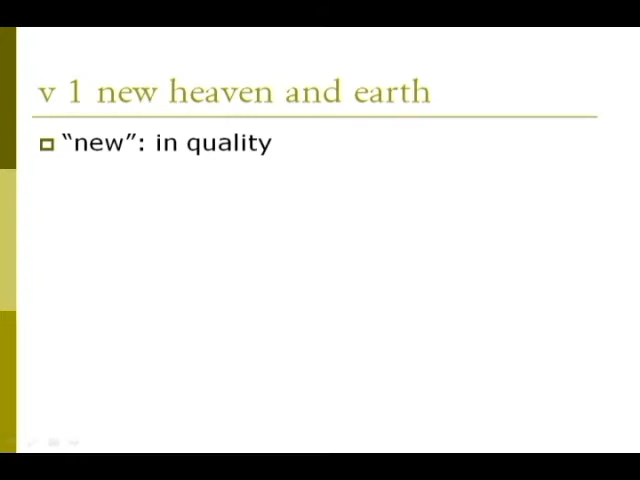 v 1 new heaven and earth
“new”: in quality